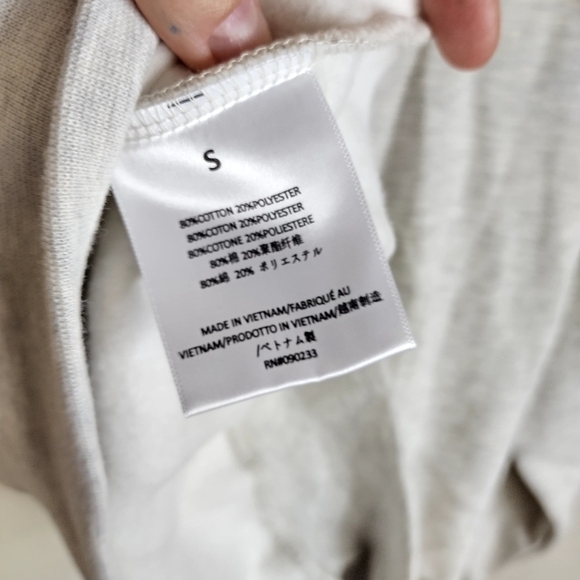 S
80%COTTON 20%POLYESTER
80%COTON 20%POLYESTER
80%COTONE 20%POLIESTERE
80%棉 20%聚酯纤维
80%綿 20% ポリエステル
MADE IN VIETNAM/FABRIQUÉ AU
VIETNAM/PRODOTTO IN VIETNAM/越南制造
/ベトナム製
RN#090233